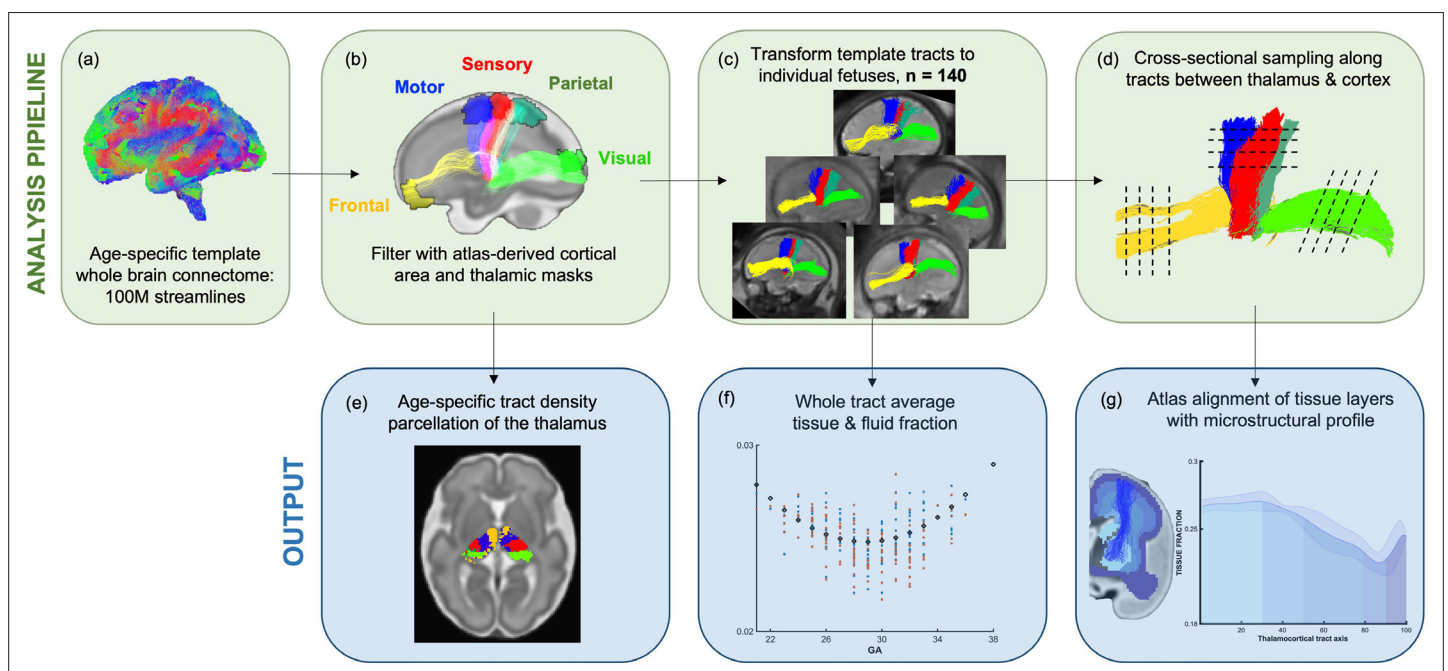 ANALYSIS PIPIELINE
(a)
Age-specific template
whole brain connectome:
100M streamlines
(b)
Sensory
Motor
Parietal
Visual
Frontal
Filter with atlas-derived cortical
area and thalamic masks
(c)
Transform template tracts to
individual fetuses, n = 140
(d)
Cross-sectional sampling along
tracts between thalamus & cortex
OUTPUT
(e)
Age-specific tract density
parcellation of the thalamus
(f)
Whole tract average
tissue & fluid fraction
0.03
0.02
22 26 30 34 38
GA
(g)
Atlas alignment of tissue layers
with microstructural profile
0.3
0.25
0.18
TISSUE FRACTION
20 40 60 80 100
Thalamocortical tract axis